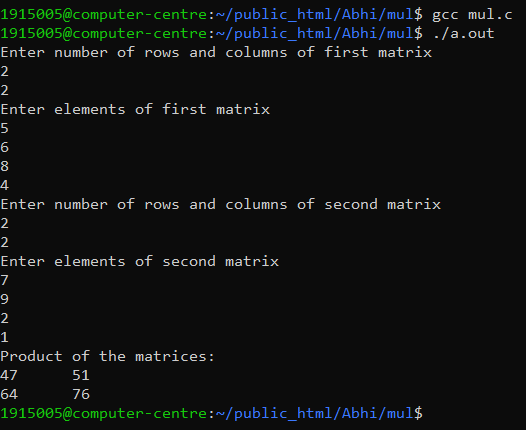 1915005@computer-centre:~/public_html/Abhi/mul$ gcc mul.c
1915005@computer-centre:~/public_html/Abhi/mul$ ./a.out
Enter number of rows and columns of first matrix
2
2
Enter elements of first matrix
5
6
8
4
Enter number of rows and columns of second matrix
2
2
Enter elements of second matrix
7
9
2
1
Product of the matrices:
47      51
64      76
1915005@computer-centre:~/public_html/Abhi/mul$